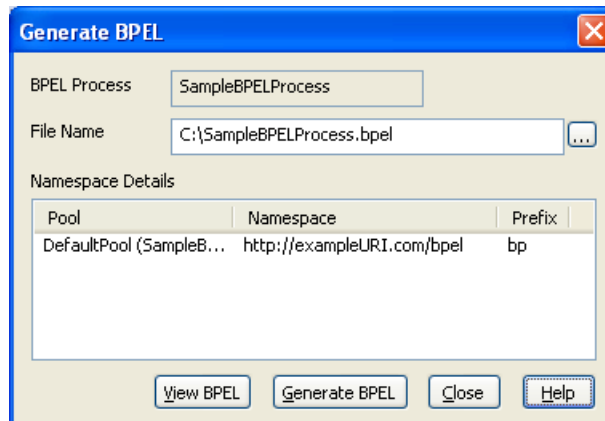 Generate BPEL
BPEL Process SampleBPELProcess
File Name C:\SampleBPELProcess.bpel ...
Namespace Details
Pool Namespace Prefix
DefaultPool (SampleB... http://exampleURI.com/bpel bp
View BPEL Generate BPEL Close Help